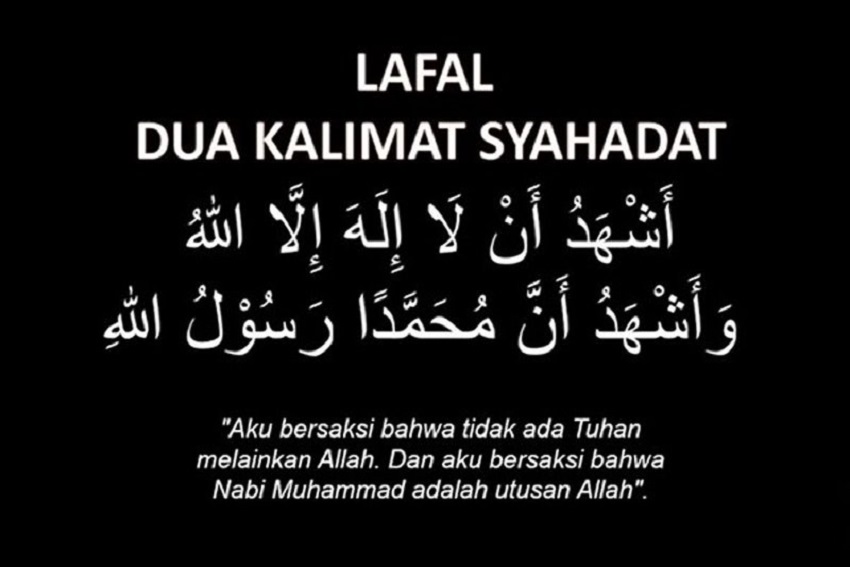 LAFAL
DUA KALIMAT SYAHADAT
أَشْهَدُ أَنْ لَا إِلَهَ إِلَّا اللهُ
وَأَشْهَدُ أَنَّ مُحَمَّدًا رَسُوْلُ اللهِ
"Aku bersaksi bahwa tidak ada Tuhan
melainkan Allah. Dan aku bersaksi bahwa
Nabi Muhammad adalah utusan Allah".